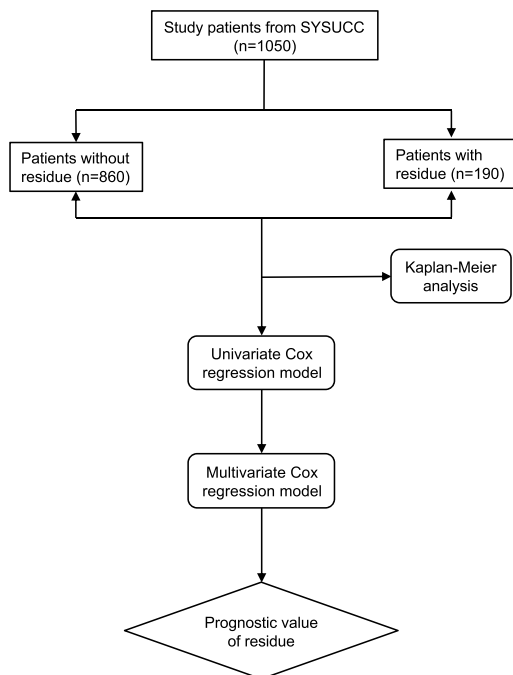 Study patients from SYSUCC
(n=1050)
Patients without
residue (n=860)
Patients with
residue (n=190)
Kaplan-Meier
analysis
Univariate Cox
regression model
Multivariate Cox
regression model
Prognostic value
of residue